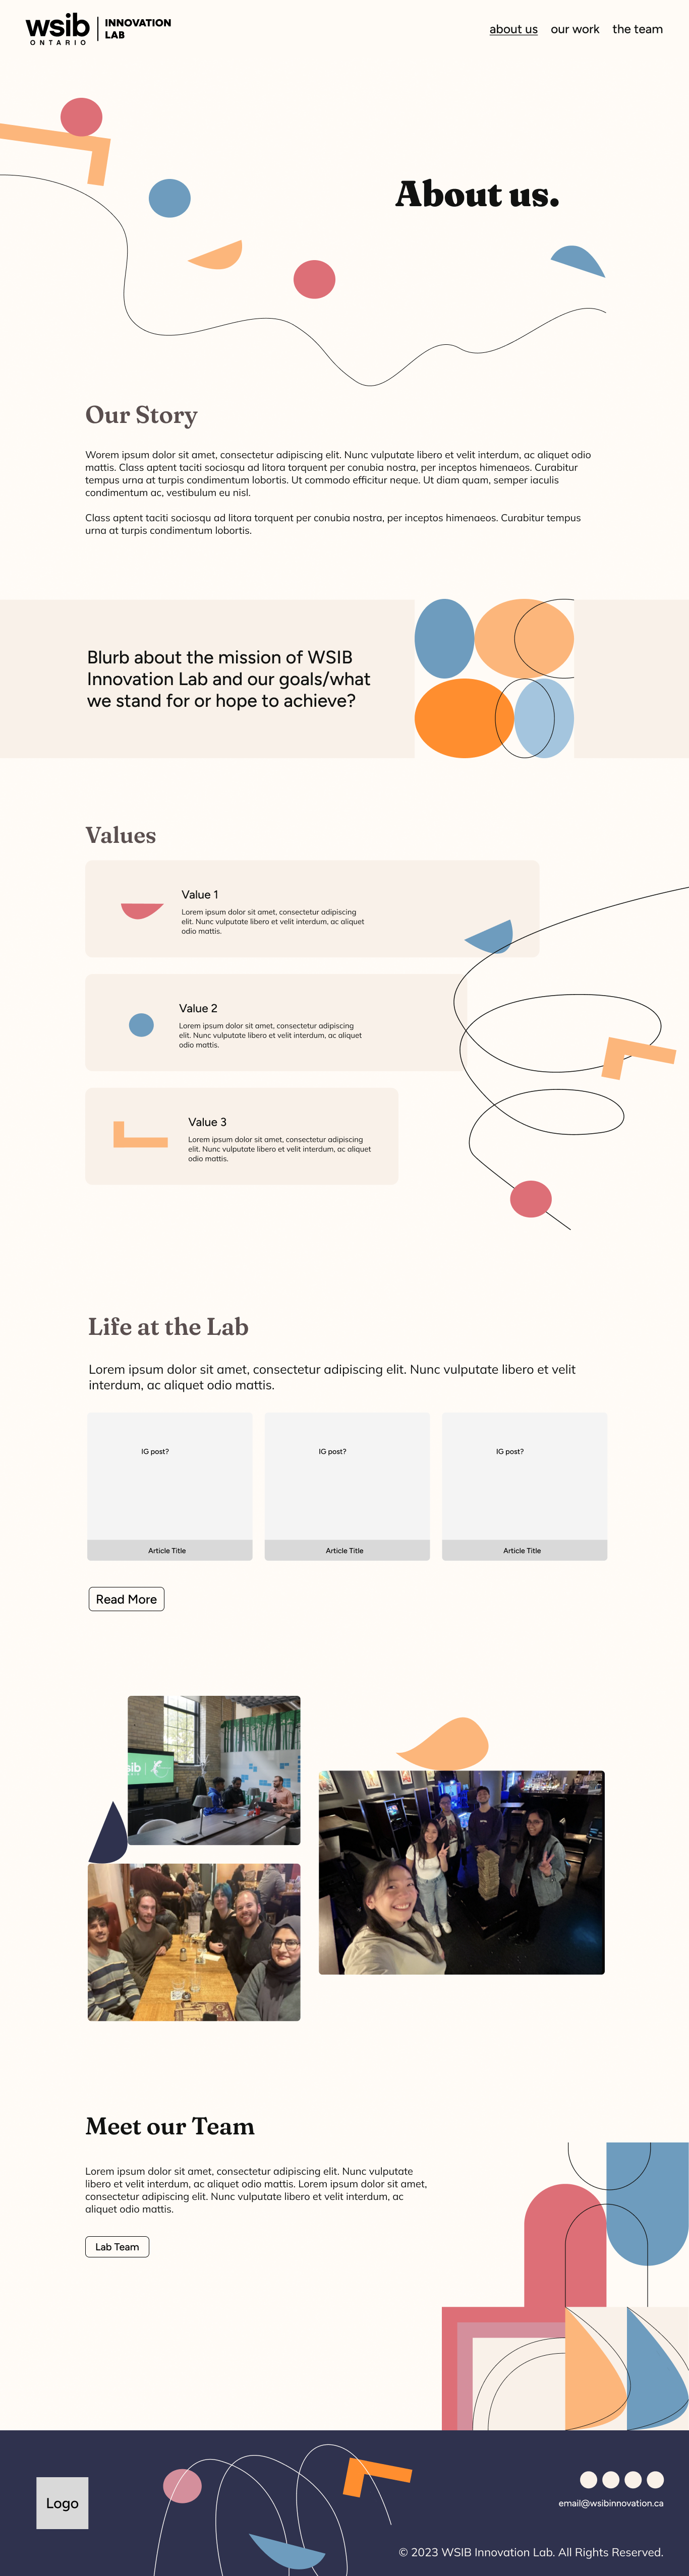 wsib
ONTARIO
INNOVATION
LAB
about us our work the team
About us.
Our Story
Worem ipsum dolor sit amet, consectetur adipiscing elit. Nunc vulputate libero et velit interdum, ac aliquet odio
mattis. Class aptent taciti sociosqu ad litora torquent per conubia nostra, per inceptos himenaeos. Curabitur
tempus urna at turpis condimentum lobortis. Ut commodo efficitur neque. Ut diam quam, semper iaculis
condimentum ac, vestibulum eu nisl.
Class aptent taciti sociosqu ad litora torquent per conubia nostra, per inceptos himenaeos. Curabitur tempus
urna at turpis condimentum lobortis.
Blurb about the mission of WSIB
Innovation Lab and our goals/what
we stand for or hope to achieve?
Values
Value 1
Lorem ipsum dolor sit amet, consectetur adipiscing
elit. Nunc vulputate libero et velit interdum, ac aliquet
odio mattis.
Value 2
Lorem ipsum dolor sit amet, consectetur adipiscing
elit. Nunc vulputate libero et velit interdum, ac aliquet
odio mattis.
Value 3
Lorem ipsum dolor sit amet, consectetur adipiscing
elit. Nunc vulputate libero et velit interdum, ac aliquet
odio mattis.
Life at the Lab
Lorem ipsum dolor sit amet, consectetur adipiscing elit. Nunc vulputate libero et velit
interdum, ac aliquet odio mattis.
IG post? IG post? IG post?
Article Title Article Title Article Title
Read More
sib
Meet our Team
Lorem ipsum dolor sit amet, consectetur adipiscing elit. Nunc vulputate
libero et velit interdum, ac aliquet odio mattis. Lorem ipsum dolor sit amet,
consectetur adipiscing elit. Nunc vulputate libero et velit interdum, ac
aliquet odio mattis.
Lab Team
Logo
email@wsibinnovation.ca
© 2023 WSIB Innovation Lab. All Rights Reserved.